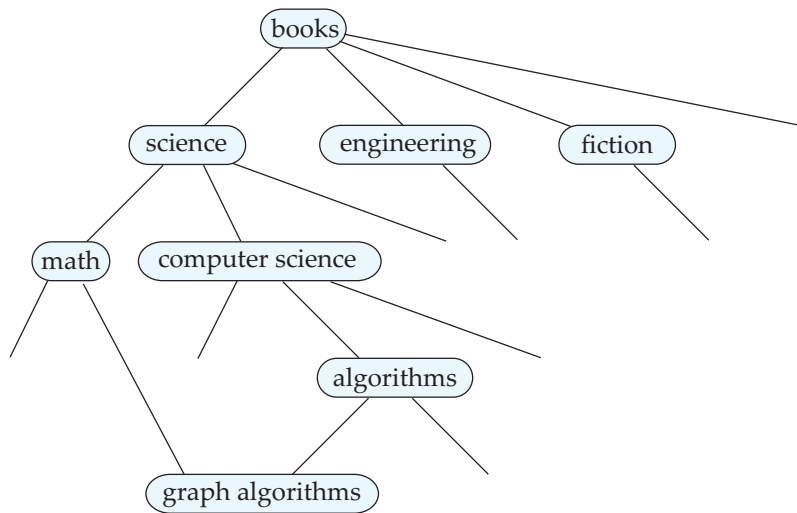 books
science
engineering
fiction
math
computer science
algorithms
graph algorithms